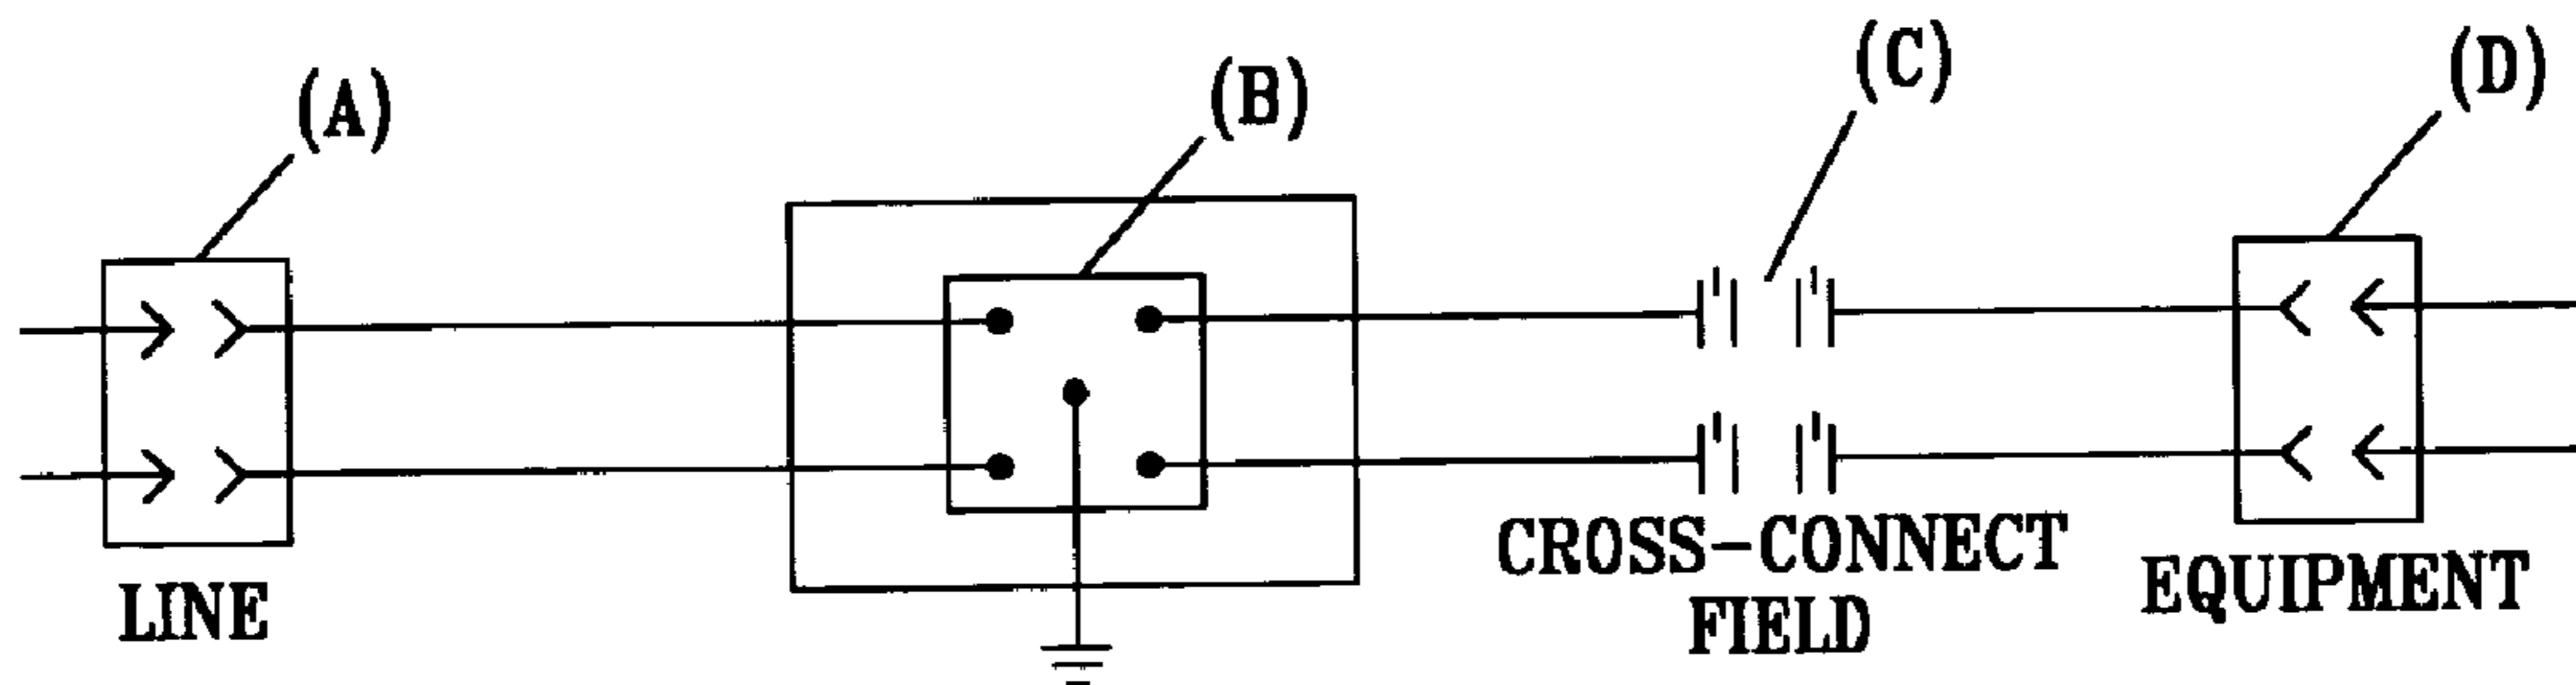 (A)
(B)
(C)
(D)
LINE
CROSS-CONNECT
FIELD
EQUIPMENT